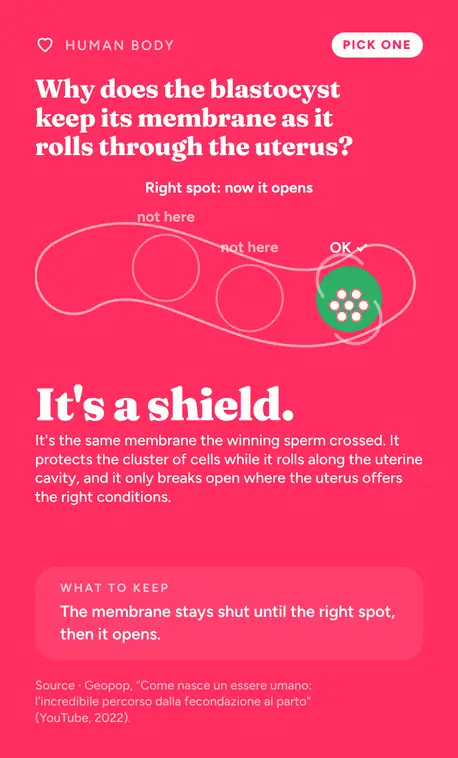 HUMAN BODY
PICK ONE
Why does the blastocyst
keep its membrane as it
rolls through the uterus?
Right spot: now it opens
not here
not here
OK ✓
It's a shield.
It's the same membrane the winning sperm crossed. It
protects the cluster of cells while it rolls along the uterine
cavity, and it only breaks open where the uterus offers
the right conditions.
WHAT TO KEEP
The membrane stays shut until the right spot,
then it opens.
Source · Geopop, “Come nasce un essere umano:
l'incredibile percorso dalla fecondazione al parto”
(YouTube, 2022).